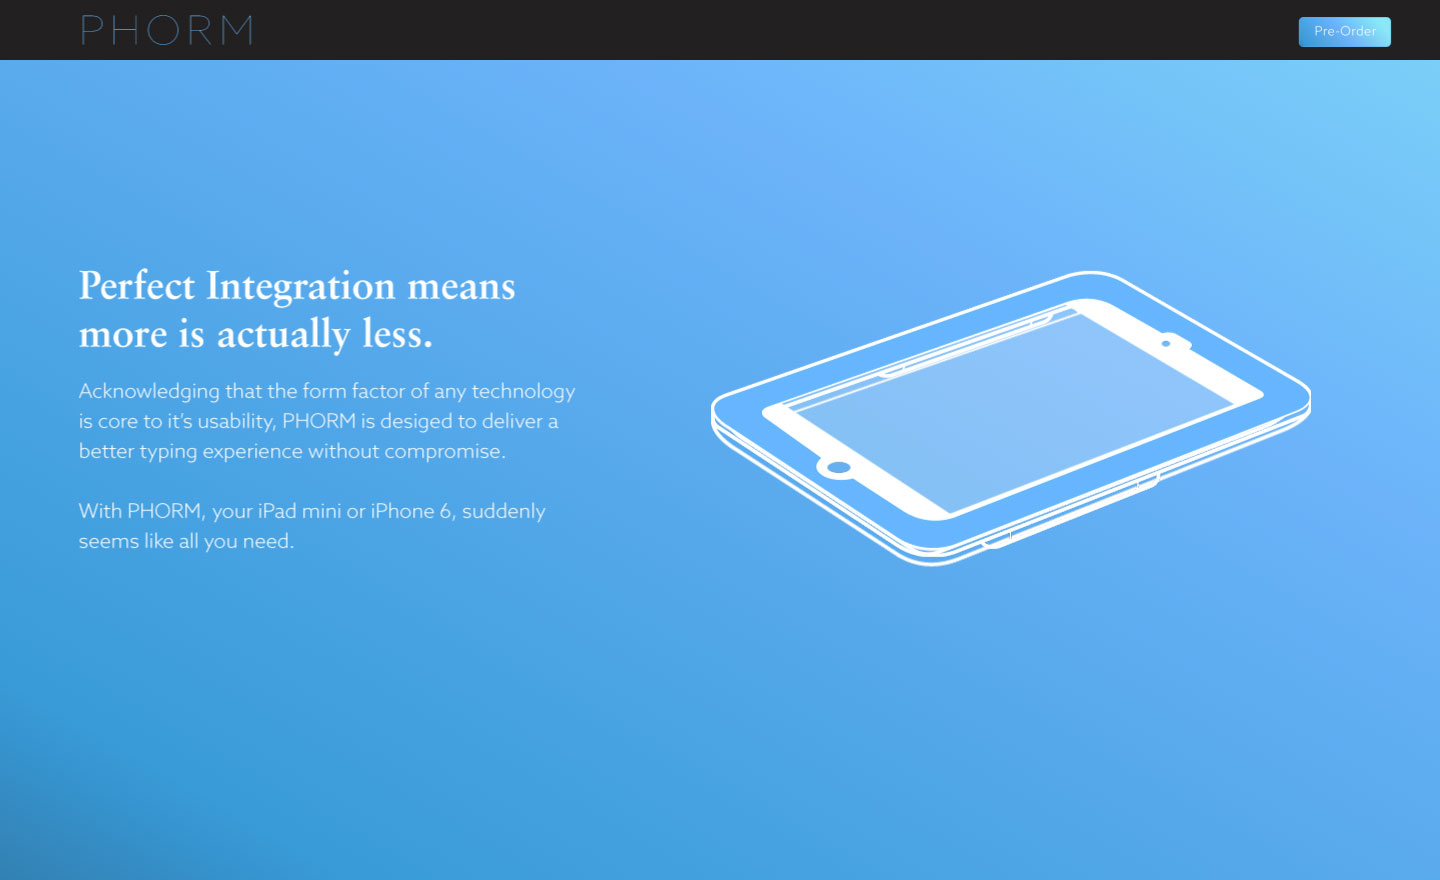 PHORM
Pre-Order
Perfect Integration means
more is actually less.
Acknowledging that the form factor of any technology
is core to it's usability, PHORM is desiged to deliver a
better typing experience without compromise.
With PHORM, your iPad mini or iPhone 6, suddenly
seems like all you need.